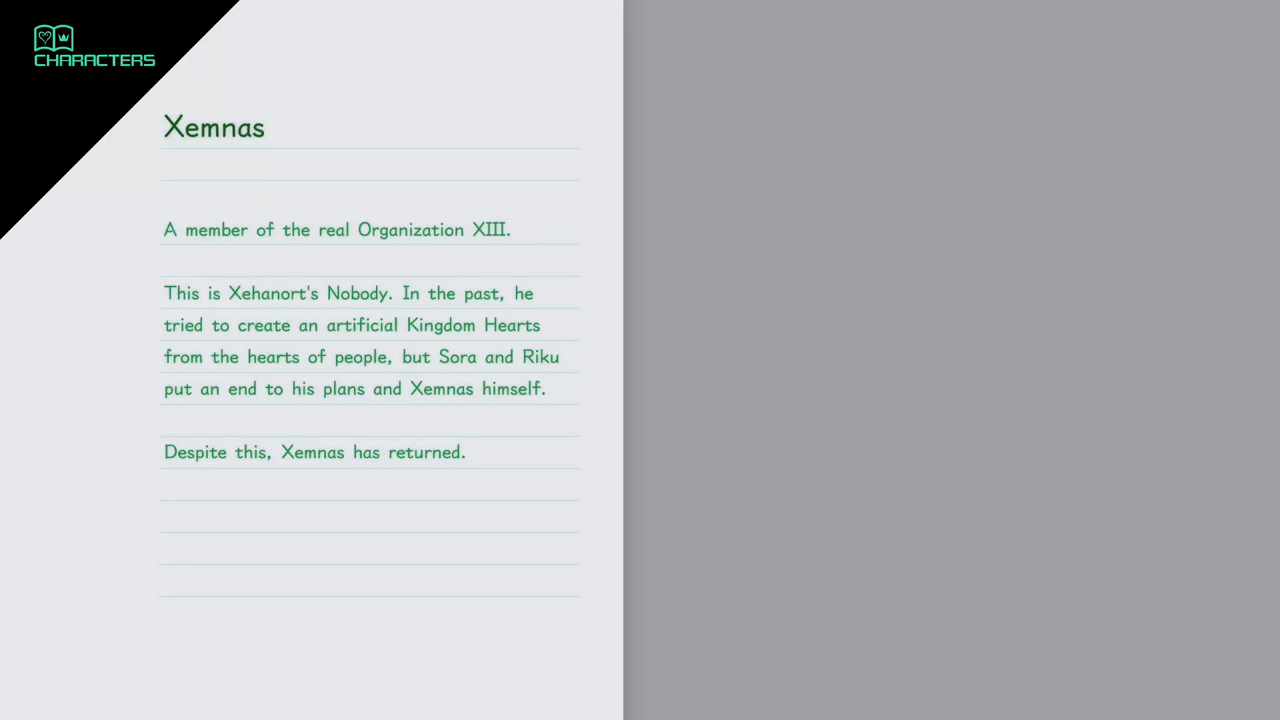 CHARACTERS
Xemnas
A member of the real Organization XIII.
This is Xehanort's Nobody. In the past, he
tried to create an artificial Kingdom Hearts
from the hearts of people, but Sora and Riku
put an end to his plans and Xemnas himself.
Despite this, Xemnas has returned.